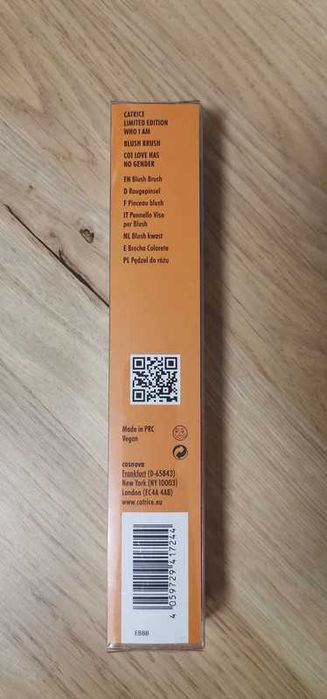 CATRICE
LIMITED EDITION
WHO I AM
BLUSH BRUSH
C01 LOVE HAS
NO GENDER
EN Blush Brush
D Rougepinsel
F Pinceau blush
IT Pennello Viso
per Blush
NL Blush kwast
E Brocha Colorete
PL Pędzel do różu
Made in PRC
Vegan
cosnova
Frankfurt (D-65843)
New York (NY 10003)
London (EC4A 4AB)
www.catrice.eu
4 059729 417244
EBBB